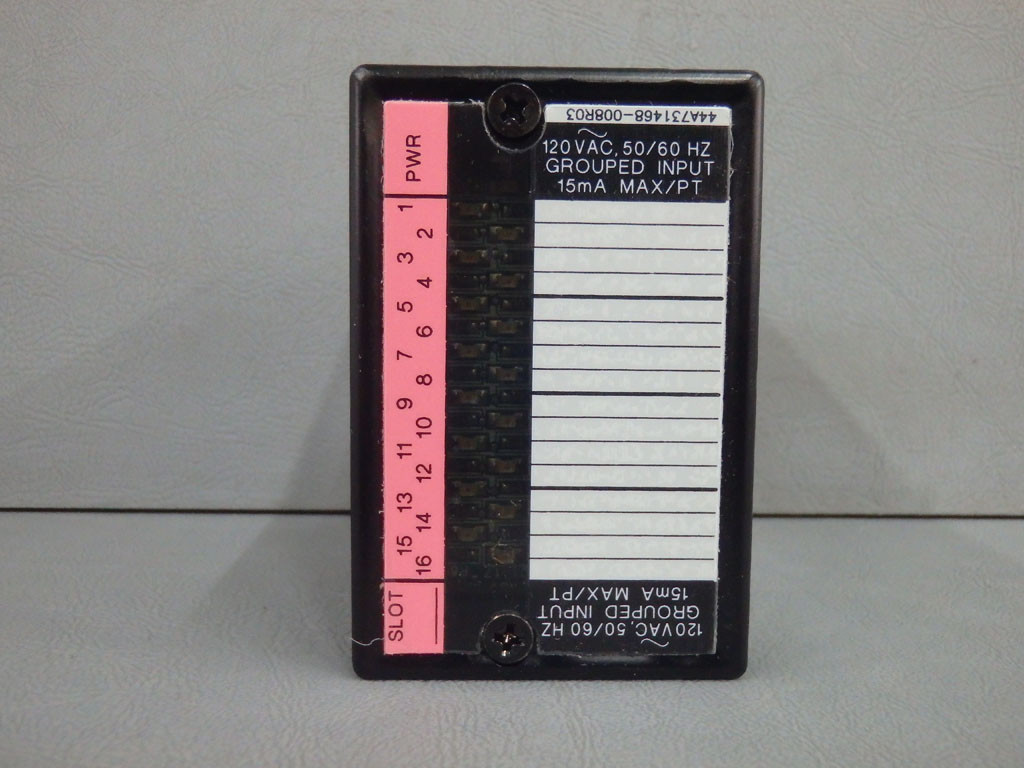 44A731468-008R03
120 VAC, 50/60 HZ
GROUPED INPUT
15mA MAX/PT
PWR
1
2
3
4
5
6
7
8
9
10
11
12
13
14
15
16
SLOT
120 VAC, 50/60 HZ
GROUPED INPUT
15mA MAX/PT